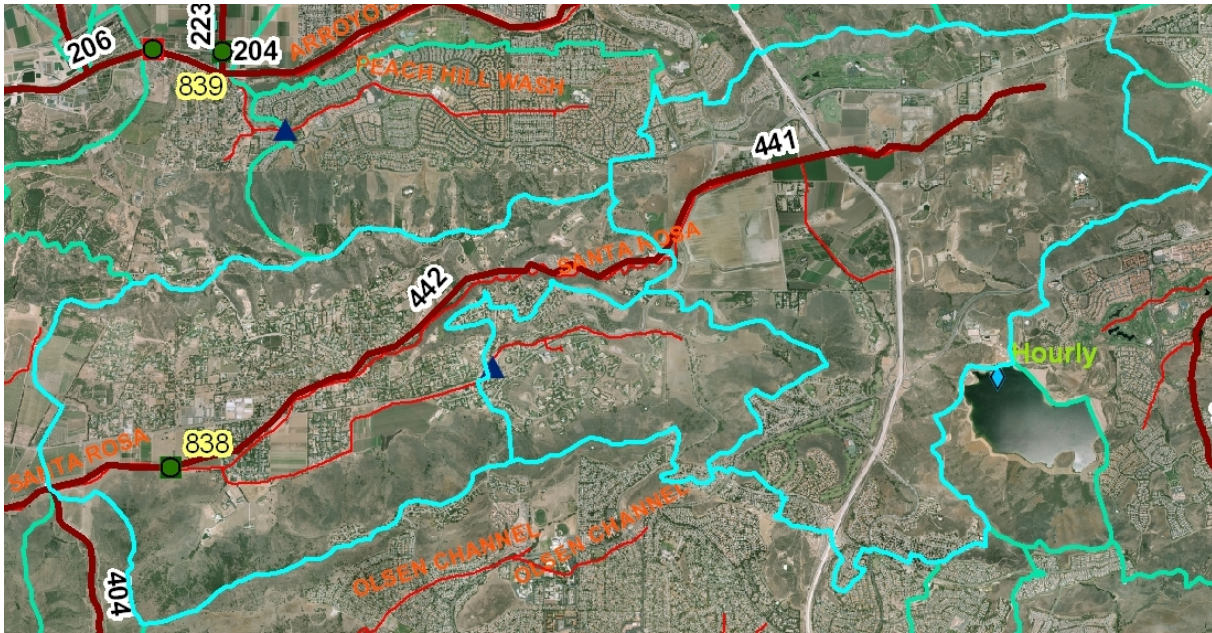 206
223
204
ARROYO S
839
PEACH HILL WASH
441
SANTA ROSA
442
Hourly
838
SANTA ROSA
OLSEN CHANNEL
OLSEN CHANNEL
404